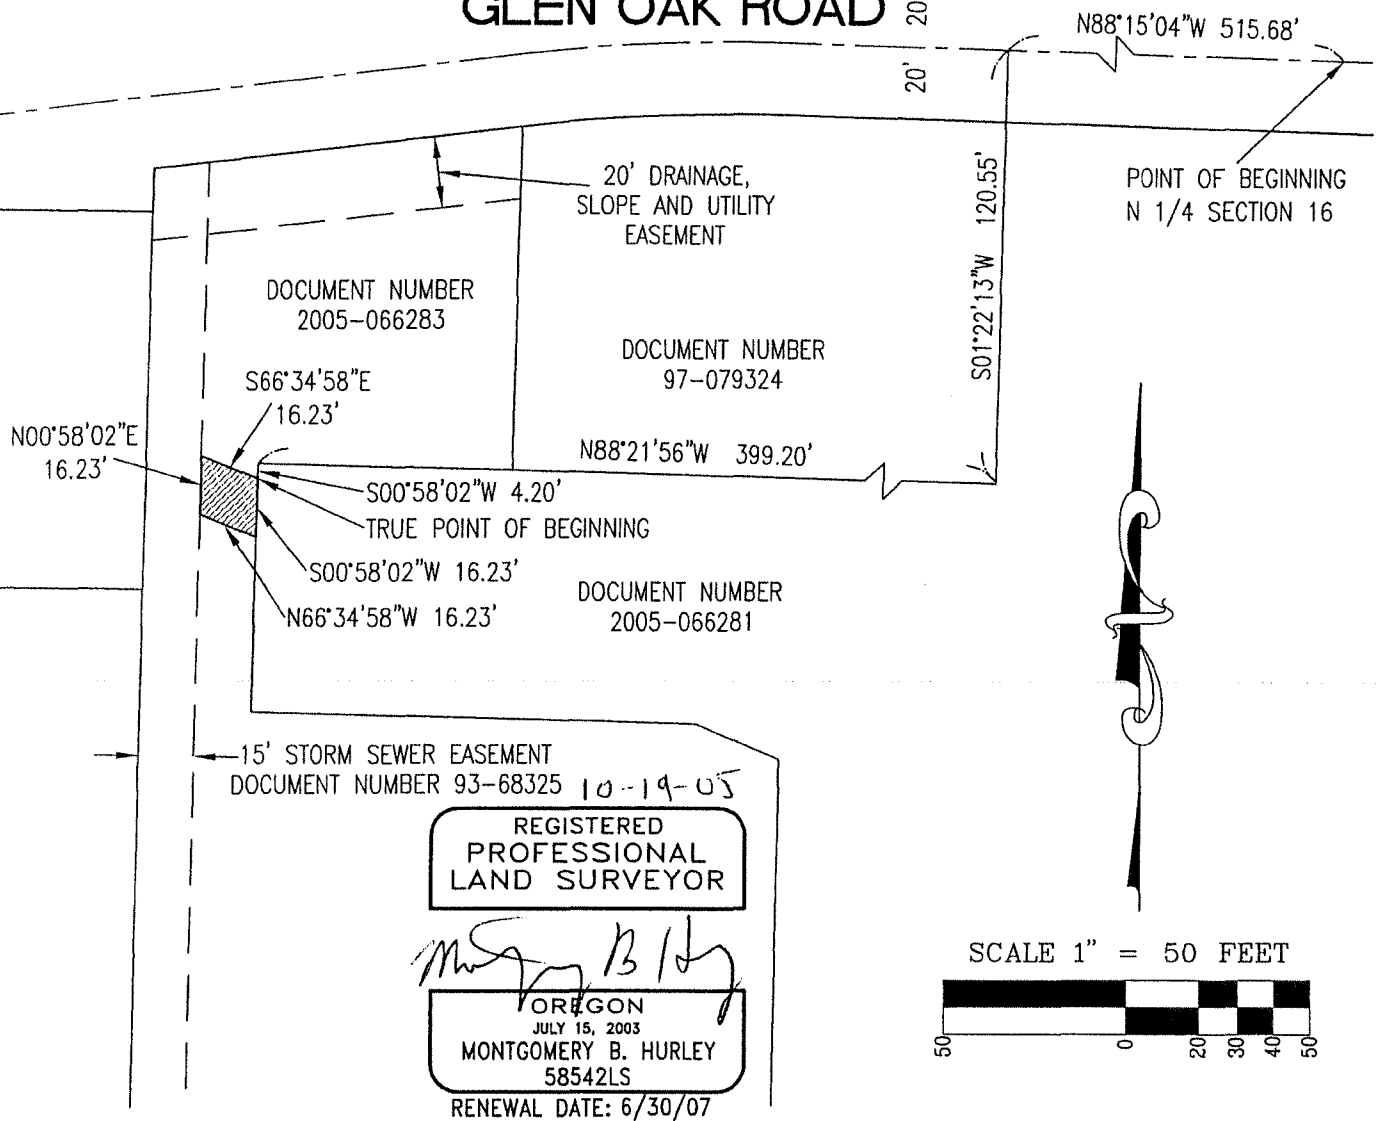 GLEN OAK ROAD
20'
20'
N88°15'04"W 515.68'
POINT OF BEGINNING
N 1/4 SECTION 16
20' DRAINAGE,
SLOPE AND UTILITY
EASEMENT
S01°22'13"W 120.55'
DOCUMENT NUMBER
2005-066283
DOCUMENT NUMBER
97-079324
S66°34'58"E
16.23'
N00°58'02"E
16.23'
N88°21'56"W 399.20'
S00°58'02"W 4.20'
TRUE POINT OF BEGINNING
S00°58'02"W 16.23'
N66°34'58"W 16.23'
DOCUMENT NUMBER
2005-066281
15' STORM SEWER EASEMENT
DOCUMENT NUMBER 93-68325
10-19-05
REGISTERED
PROFESSIONAL
LAND SURVEYOR
OREGON
JULY 15, 2003
MONTGOMERY B. HURLEY
58542LS
RENEWAL DATE: 6/30/07
SCALE 1" = 50 FEET
50 0 20 30 40 50